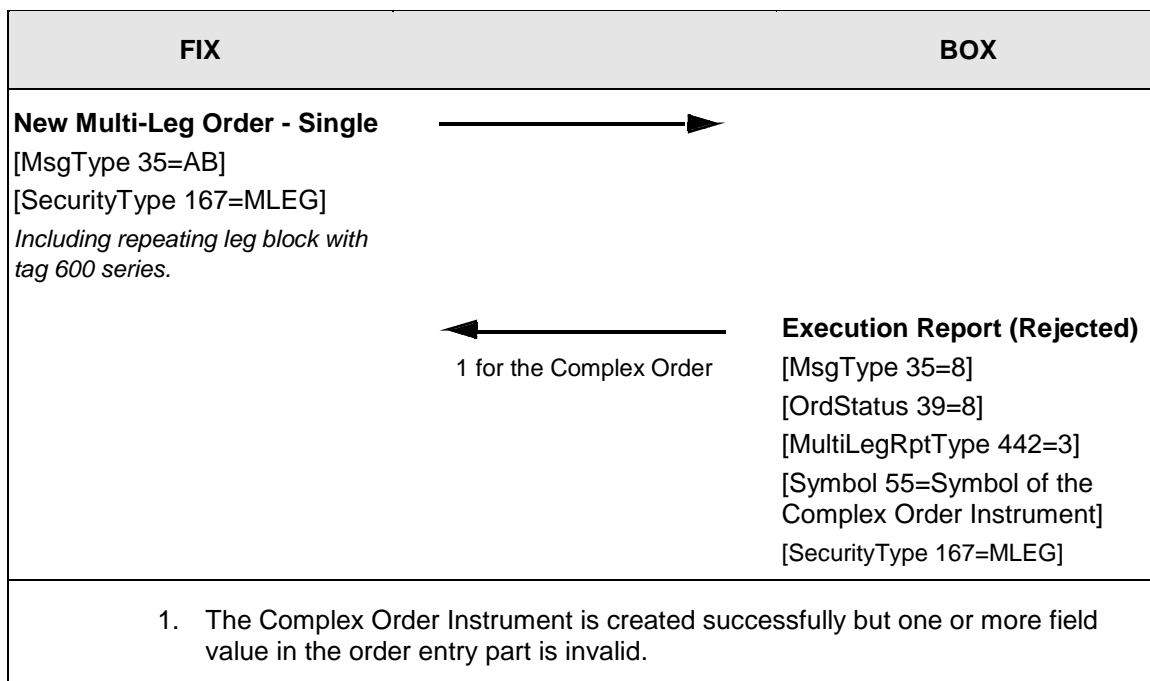 FIX
BOX
New Multi-Leg Order - Single
[MsgType 35=AB]
[SecurityType 167=MLEG]
Including repeating leg block with
tag 600 series.
1 for the Complex Order
Execution Report (Rejected)
[MsgType 35=8]
[OrdStatus 39=8]
[MultiLegRptType 442=3]
[Symbol 55=Symbol of the
Complex Order Instrument]
[SecurityType 167=MLEG]
1. The Complex Order Instrument is created successfully but one or more field
value in the order entry part is invalid.